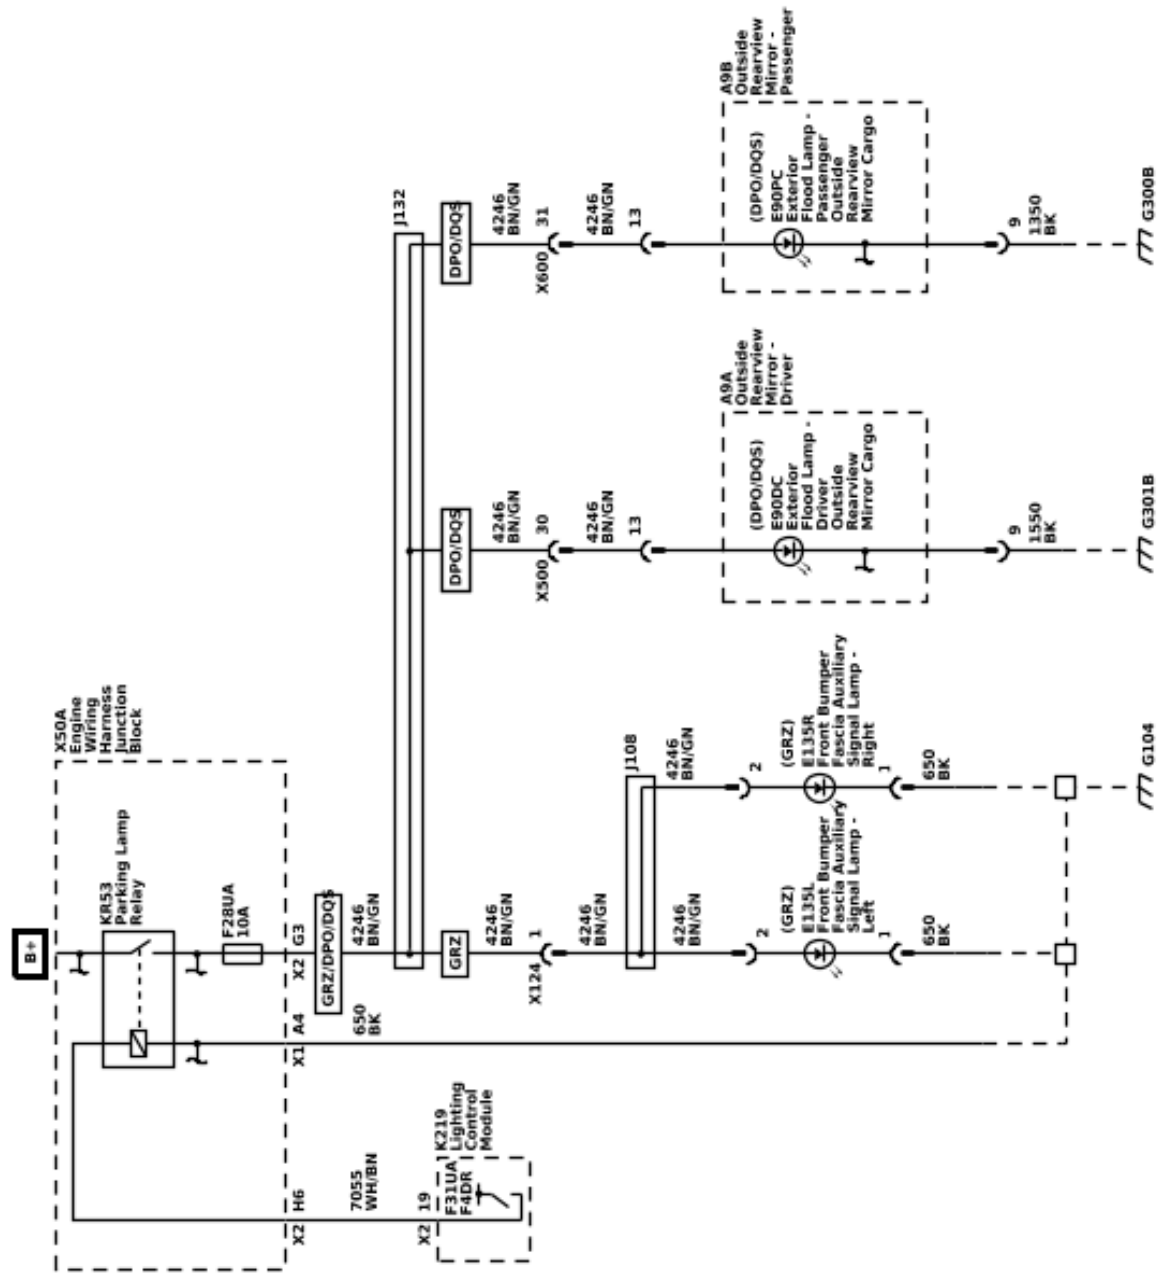 B+
X50A
Engine
Wiring
Harness
Junction
Block
KR53
Parking Lamp
Relay
F28UA
10A
X2 H6
X1 A4
X2 G3
7055
WH/BN
650
BK
GRZ/DPO/DQS
4246
BN/GN
J132
X2 19
K219
Lighting
Control
Module
F31UA
F4DR
GRZ
4246
BN/GN
X124 1
DPO/DQS
4246
BN/GN
X500 30
4246
BN/GN
13
DPO/DQS
4246
BN/GN
X600 31
4246
BN/GN
13
J108
4246
BN/GN
4246
BN/GN
2
2
(GRZ)
E135L
Front Bumper
Fascia Auxiliary
Signal Lamp -
Left
(GRZ)
E135R
Front Bumper
Fascia Auxiliary
Signal Lamp -
Right
A9A
Outside
Rearview
Mirror -
Driver
(DPO/DQS)
E90DC
Exterior
Flood Lamp -
Driver
Outside
Rearview
Mirror Cargo
A9B
Outside
Rearview
Mirror -
Passenger
(DPO/DQS)
E90PC
Exterior
Flood Lamp -
Passenger
Outside
Rearview
Mirror Cargo
1
650
BK
1
650
BK
9
1550
BK
9
1350
BK
G104
G301B
G300B